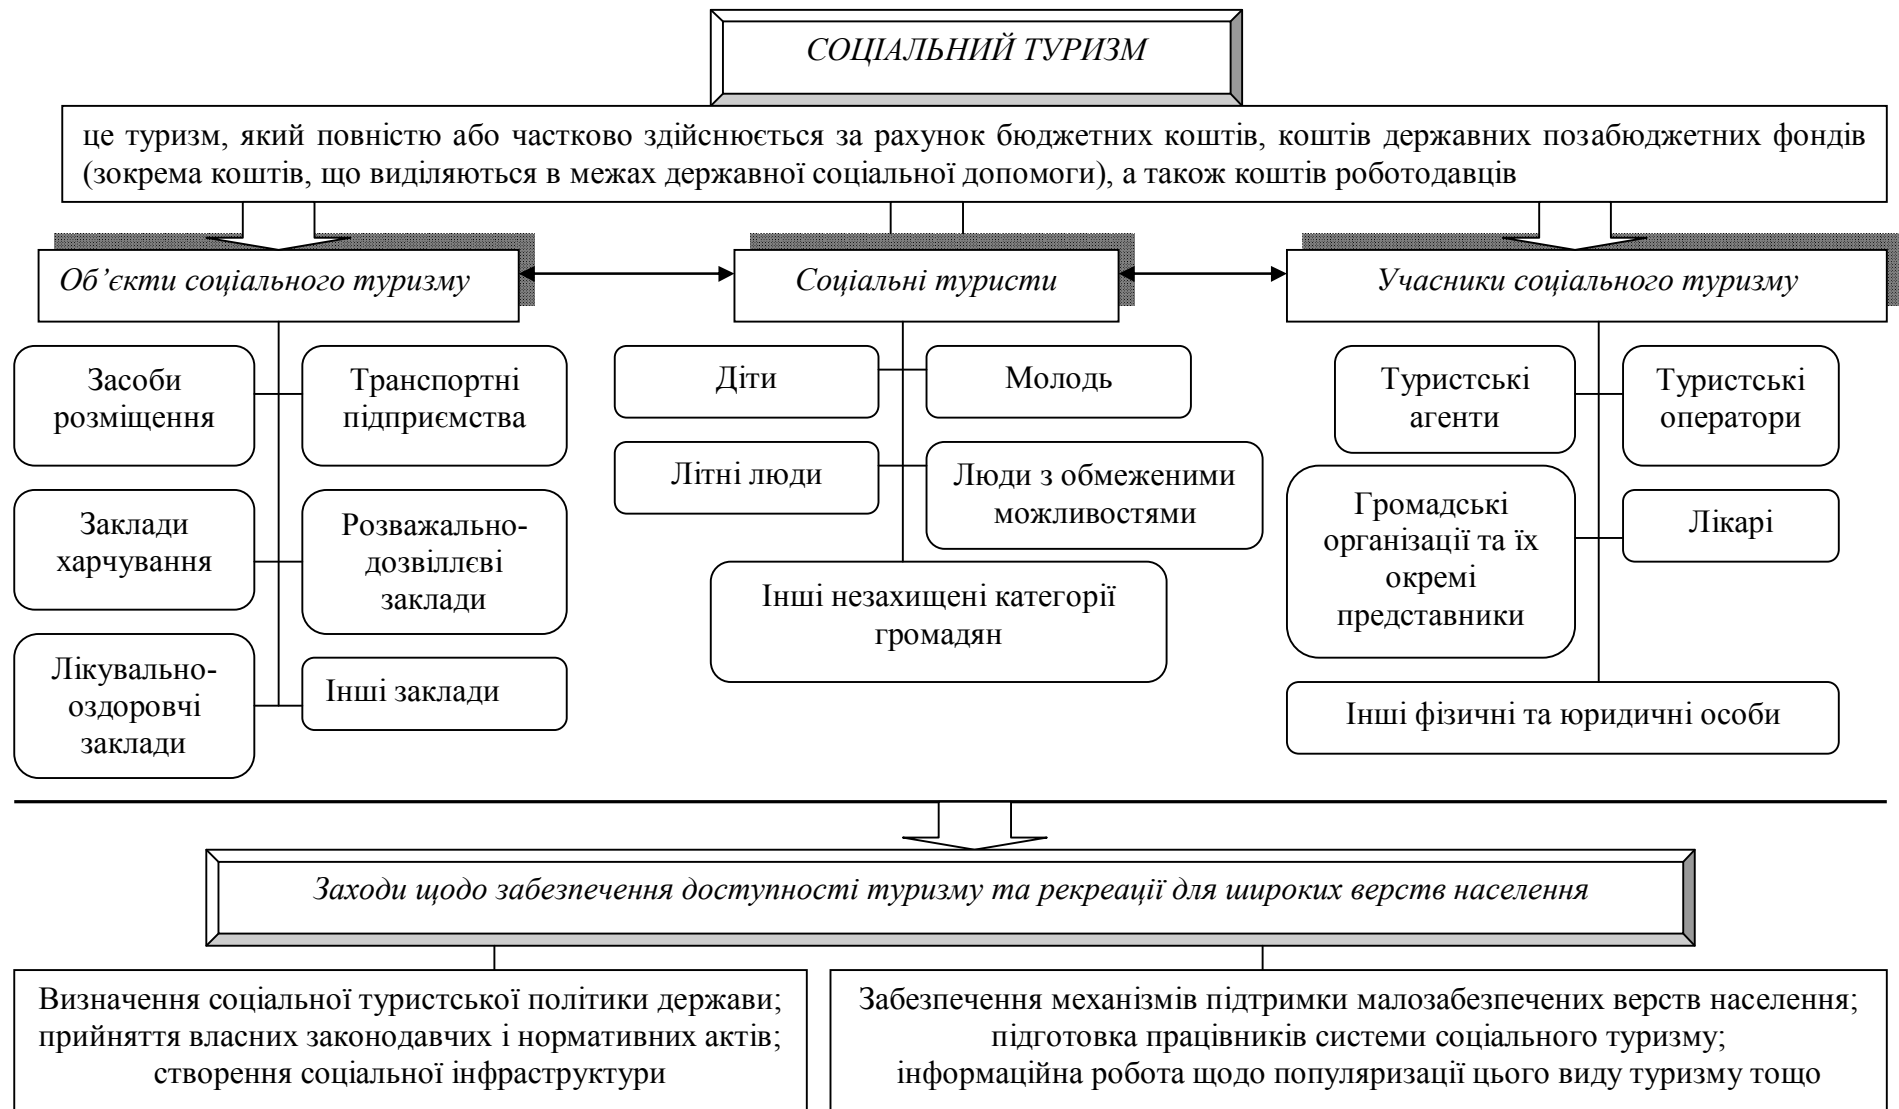 СОЦІАЛЬНИЙ ТУРИЗМ
це туризм, який повністю або частково здійснюється за рахунок бюджетних коштів, коштів державних позабюджетних фондів
(зокрема коштів, що виділяються в межах державної соціальної допомоги), а також коштів роботодавців
Об’єкти соціального туризму
Соціальні туристи
Учасники соціального туризму
Засоби
розміщення
Транспортні
підприємства
Заклади
харчування
Розважально-
дозвіллєві
заклади
Лікувально-
оздоровчі
заклади
Інші заклади
Діти
Молодь
Літні люди
Люди з обмеженими
можливостями
Інші незахищені категорії
громадян
Туристські
агенти
Туристські
оператори
Громадські
організації та їх
окремі
представники
Лікарі
Інші фізичні та юридичні особи
Заходи щодо забезпечення доступності туризму та рекреації для широких верств населення
Визначення соціальної туристської політики держави;
прийняття власних законодавчих і нормативних актів;
створення соціальної інфраструктури
Забезпечення механізмів підтримки малозабезпечених верств населення;
підготовка працівників системи соціального туризму;
інформаційна робота щодо популяризації цього виду туризму тощо